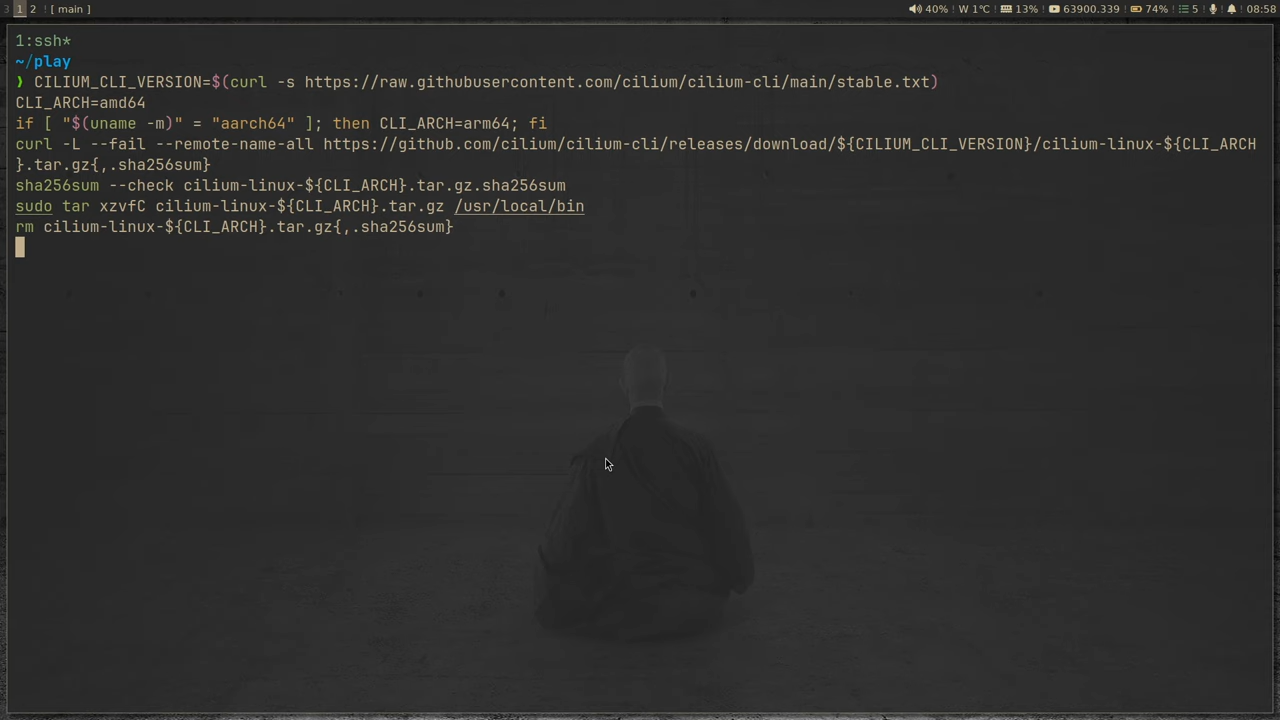 3 1 2 ¦ [ main ] 40% ¦ W 1℃ ¦ 13% ¦ 63900.339 ¦ 74% ¦ 5 ¦ ¦ ¦ 08:58
1:ssh*
~/play
❯ CILIUM_CLI_VERSION=$(curl -s https://raw.githubusercontent.com/cilium/cilium-cli/main/stable.txt)
CLI_ARCH=amd64
if [ "$(uname -m)" = "aarch64" ]; then CLI_ARCH=arm64; fi
curl -L --fail --remote-name-all https://github.com/cilium/cilium-cli/releases/download/${CILIUM_CLI_VERSION}/cilium-linux-${CLI_ARCH
}.tar.gz{,.sha256sum}
sha256sum --check cilium-linux-${CLI_ARCH}.tar.gz.sha256sum
sudo tar xzvfC cilium-linux-${CLI_ARCH}.tar.gz /usr/local/bin
rm cilium-linux-${CLI_ARCH}.tar.gz{,.sha256sum}